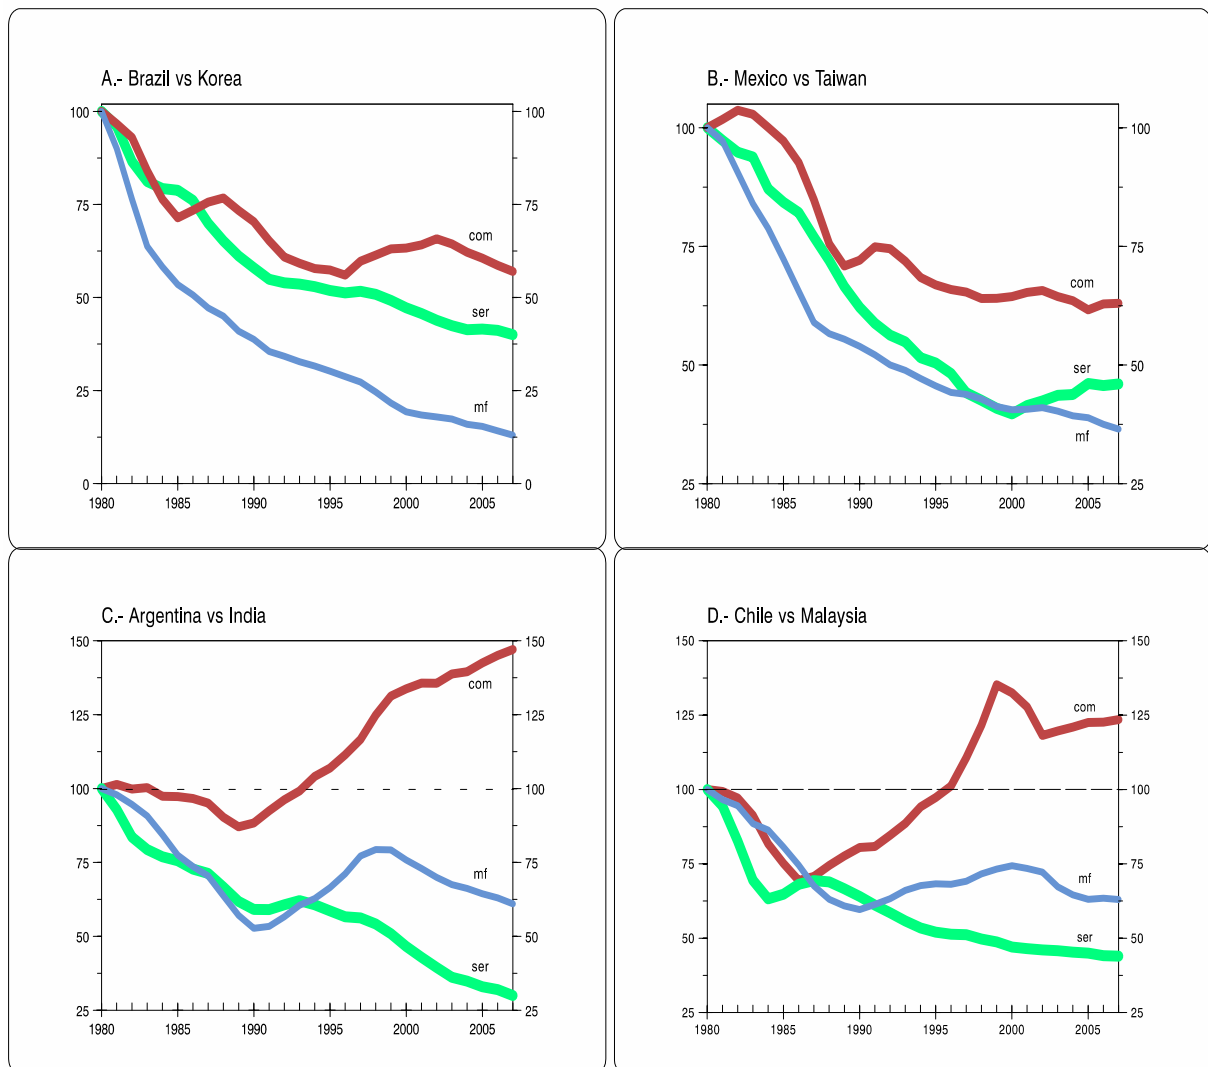 A.- Brazil vs Korea
100 100
75 75
com
50 50
ser
25 25
mf
0 0
1980 1985 1990 1995 2000 2005
B.- Mexico vs Taiwan
100 100
75 75
com
50 50
ser
mf
25 25
1980 1985 1990 1995 2000 2005
C.- Argentina vs India
150 150
com
125 125
100 100
75 75
mf
50 50
ser
25 25
1980 1985 1990 1995 2000 2005
D.- Chile vs Malaysia
150 150
com
125 125
100 100
75 75
mf
50 50
ser
25 25
1980 1985 1990 1995 2000 2005